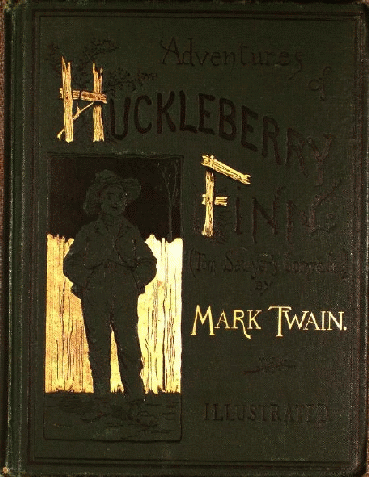 Adventures
of
HUCKLEBERRY
FINN
BY
MARK TWAIN.
ILLUSTRATED